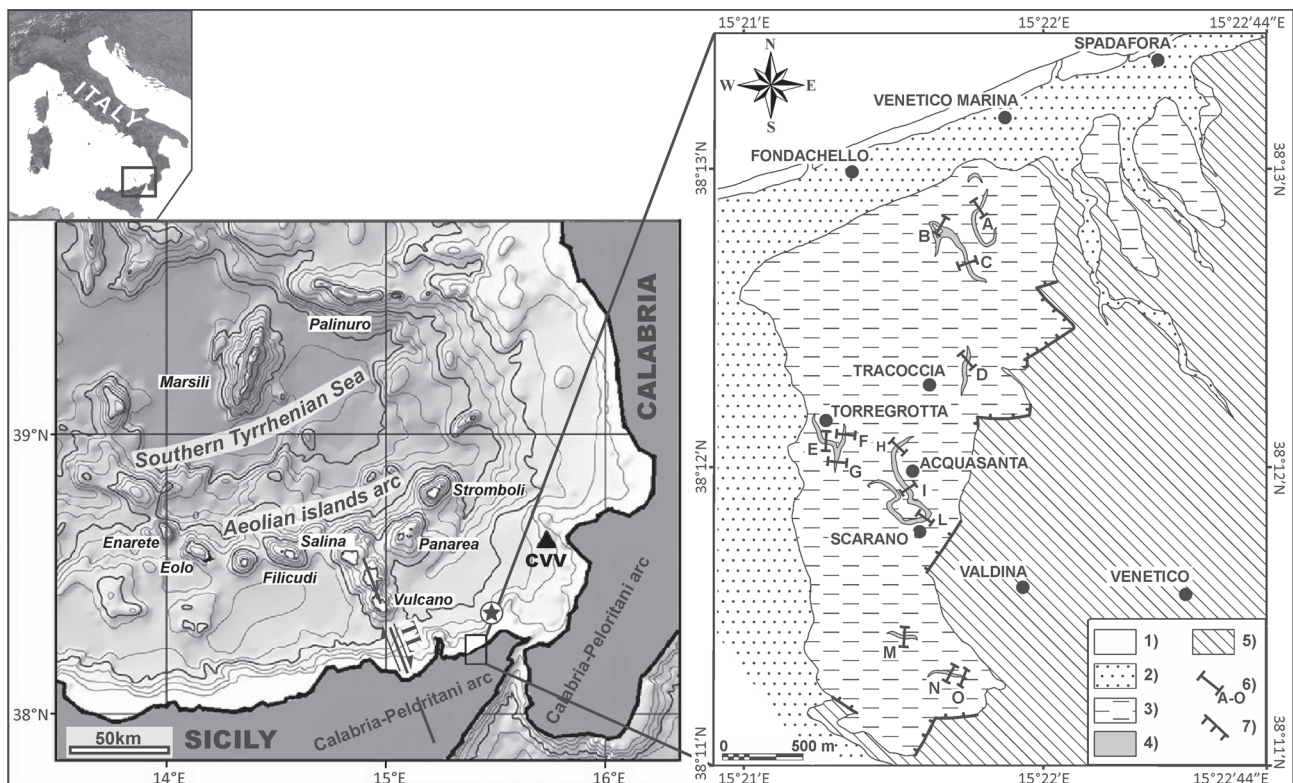 ITALY
Palinuro
Marsili
Southern Tyrrhenian Sea
Aeolian islands arc
Stromboli
Enarete
Eolo
Salina
Filicudi
Panarea
Vulcano
CVV
TL
CALABRIA
Calabria-Peloritani arc
Calabria-Peloritani arc
SICILY
50km
39°N
38°N
14°E
15°E
16°E
15°21'E
15°22'E
15°22'44"E
N
W
E
S
SPADAFORA
VENETICO MARINA
FONDACHELLO
38°13'N
38°13'N
A
B
C
TRACOCCIA
D
TORREGROTTA
E
F
G
H
ACQUASANTA
38°12'N
38°12'N
I
L
SCARANO
VALDINA
VENETICO
M
N
O
1)
2)
3)
4)
5)
A-O
6)
7)
0
500 m
38°11'N
38°11'N
15°21'E
15°22'E
15°22'44"E